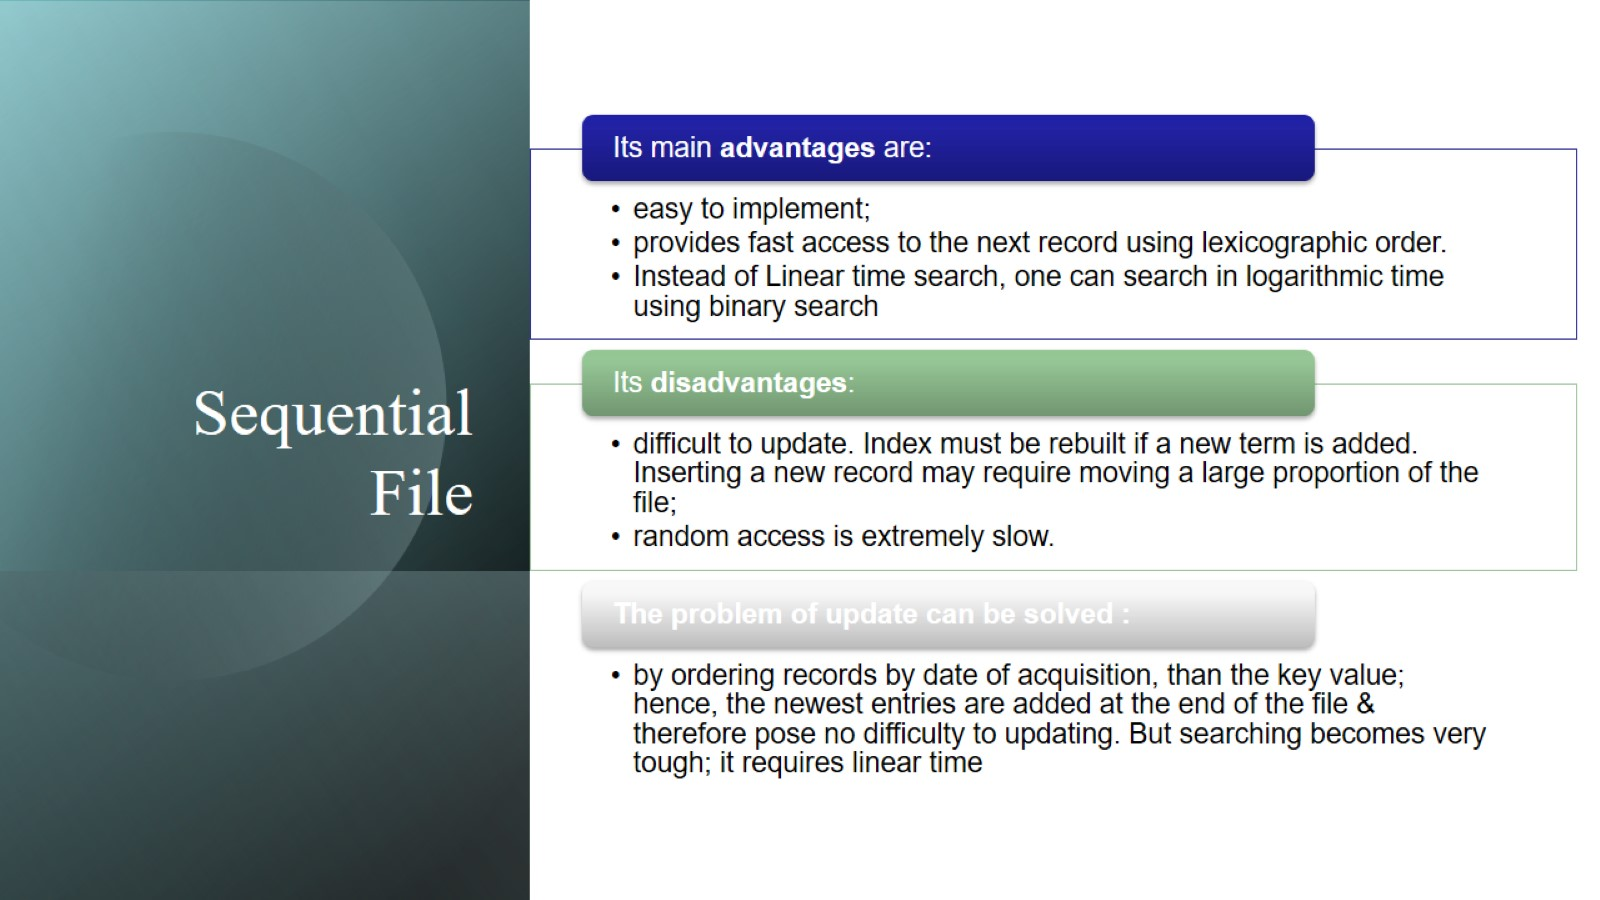 Sequential
File
Its main advantages are:
• easy to implement;
• provides fast access to the next record using lexicographic order.
• Instead of Linear time search, one can search in logarithmic time
using binary search
Its disadvantages:
• difficult to update. Index must be rebuilt if a new term is added.
Inserting a new record may require moving a large proportion of the
file;
• random access is extremely slow.
The problem of update can be solved :
• by ordering records by date of acquisition, than the key value;
hence, the newest entries are added at the end of the file &
therefore pose no difficulty to updating. But searching becomes very
tough; it requires linear time